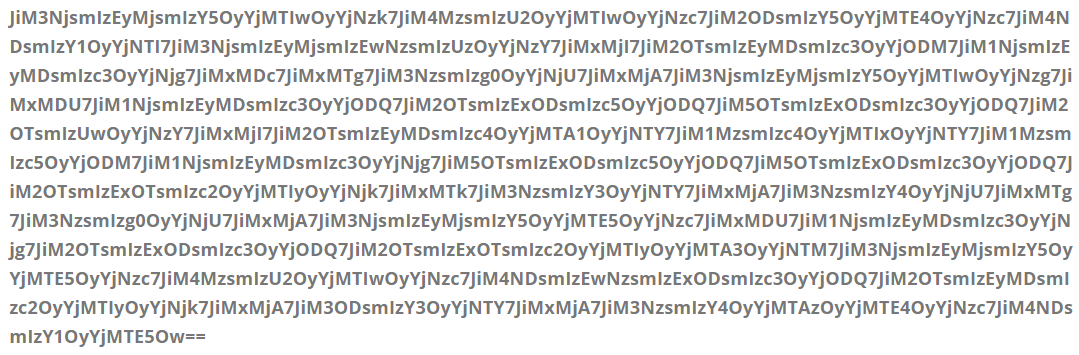 JiM3NjsmIzEyMjsmIzY5OyYjMTIwOyYjNzk7JiM4MzsmIzU2OyYjMTIwOyYjNzc7JiM2ODsmIzY5OyYjMTE4OyYjNzc7JiM4N
DsmIzY1OyYjNTI7JiM3NjsmIzEyMjsmIzEwNzsmIzUzOyYjNzY7JiMxMjI7JiM2OTsmIzEyMDsmIzc3OyYjODM7JiM1NjsmIzE
yMDsmIzc3OyYjNjg7JiMxMDc7JiMxMTg7JiM3NzsmIzg0OyYjNjU7JiMxMjA7JiM3NjsmIzEyMjsmIzY5OyYjMTIwOyYjNzg7Ji
MxMDU7JiM1NjsmIzEyMDsmIzc3OyYjODQ7JiM2OTsmIzExODsmIzc5OyYjODQ7JiM5OTsmIzExODsmIzc3OyYjODQ7JiM2
OTsmIzUwOyYjNzY7JiMxMjI7JiM2OTsmIzEyMDsmIzc4OyYjMTA1OyYjNTY7JiM1MzsmIzc4OyYjMTIxOyYjNTY7JiM1Mzsm
Izc5OyYjODM7JiM1NjsmIzEyMDsmIzc3OyYjNjg7JiM5OTsmIzExODsmIzc5OyYjODQ7JiM5OTsmIzExODsmIzc3OyYjODQ7J
iM2OTsmIzExOTsmIzc2OyYjMTIyOyYjNjk7JiMxMTk7JiM3NzsmIzY3OyYjNTY7JiMxMjA7JiM3NzsmIzY4OyYjNjU7JiMxMTg
7JiM3NzsmIzg0OyYjNjU7JiMxMjA7JiM3NjsmIzEyMjsmIzY5OyYjMTE5OyYjNzc7JiMxMDU7JiM1NjsmIzEyMDsmIzc3OyYjN
jg7JiM2OTsmIzExODsmIzc3OyYjODQ7JiM2OTsmIzExOTsmIzc2OyYjMTIyOyYjMTA3OyYjNTM7JiM3NjsmIzEyMjsmIzY5Oy
YjMTE5OyYjNzc7JiM4MzsmIzU2OyYjMTIwOyYjNzc7JiM4NDsmIzEwNzsmIzExODsmIzc3OyYjODQ7JiM2OTsmIzEyMDsmI
zc2OyYjMTIyOyYjNjk7JiMxMjA7JiM3ODsmIzY3OyYjNTY7JiMxMjA7JiM3NzsmIzY4OyYjMTAzOyYjMTE4OyYjNzc7JiM4NDs
mIzY1OyYjMTE5Ow==